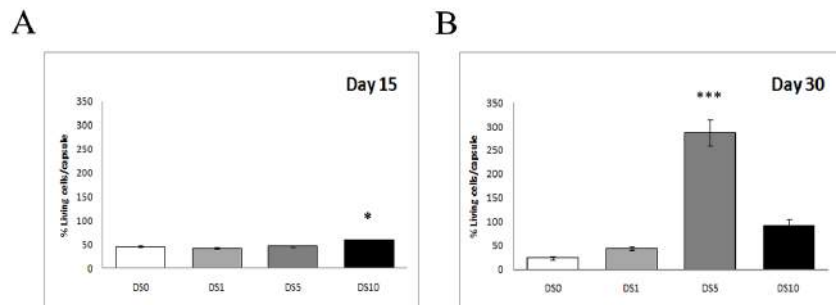 A
Day 15
% Living cells/capsule
350
300
250
200
150
100
50
0
*
DS0
DS1
DS5
DS10
B
Day 30
% Living cells/capsule
350
300
250
200
150
100
50
0
***
DS0
DS1
DS5
DS10